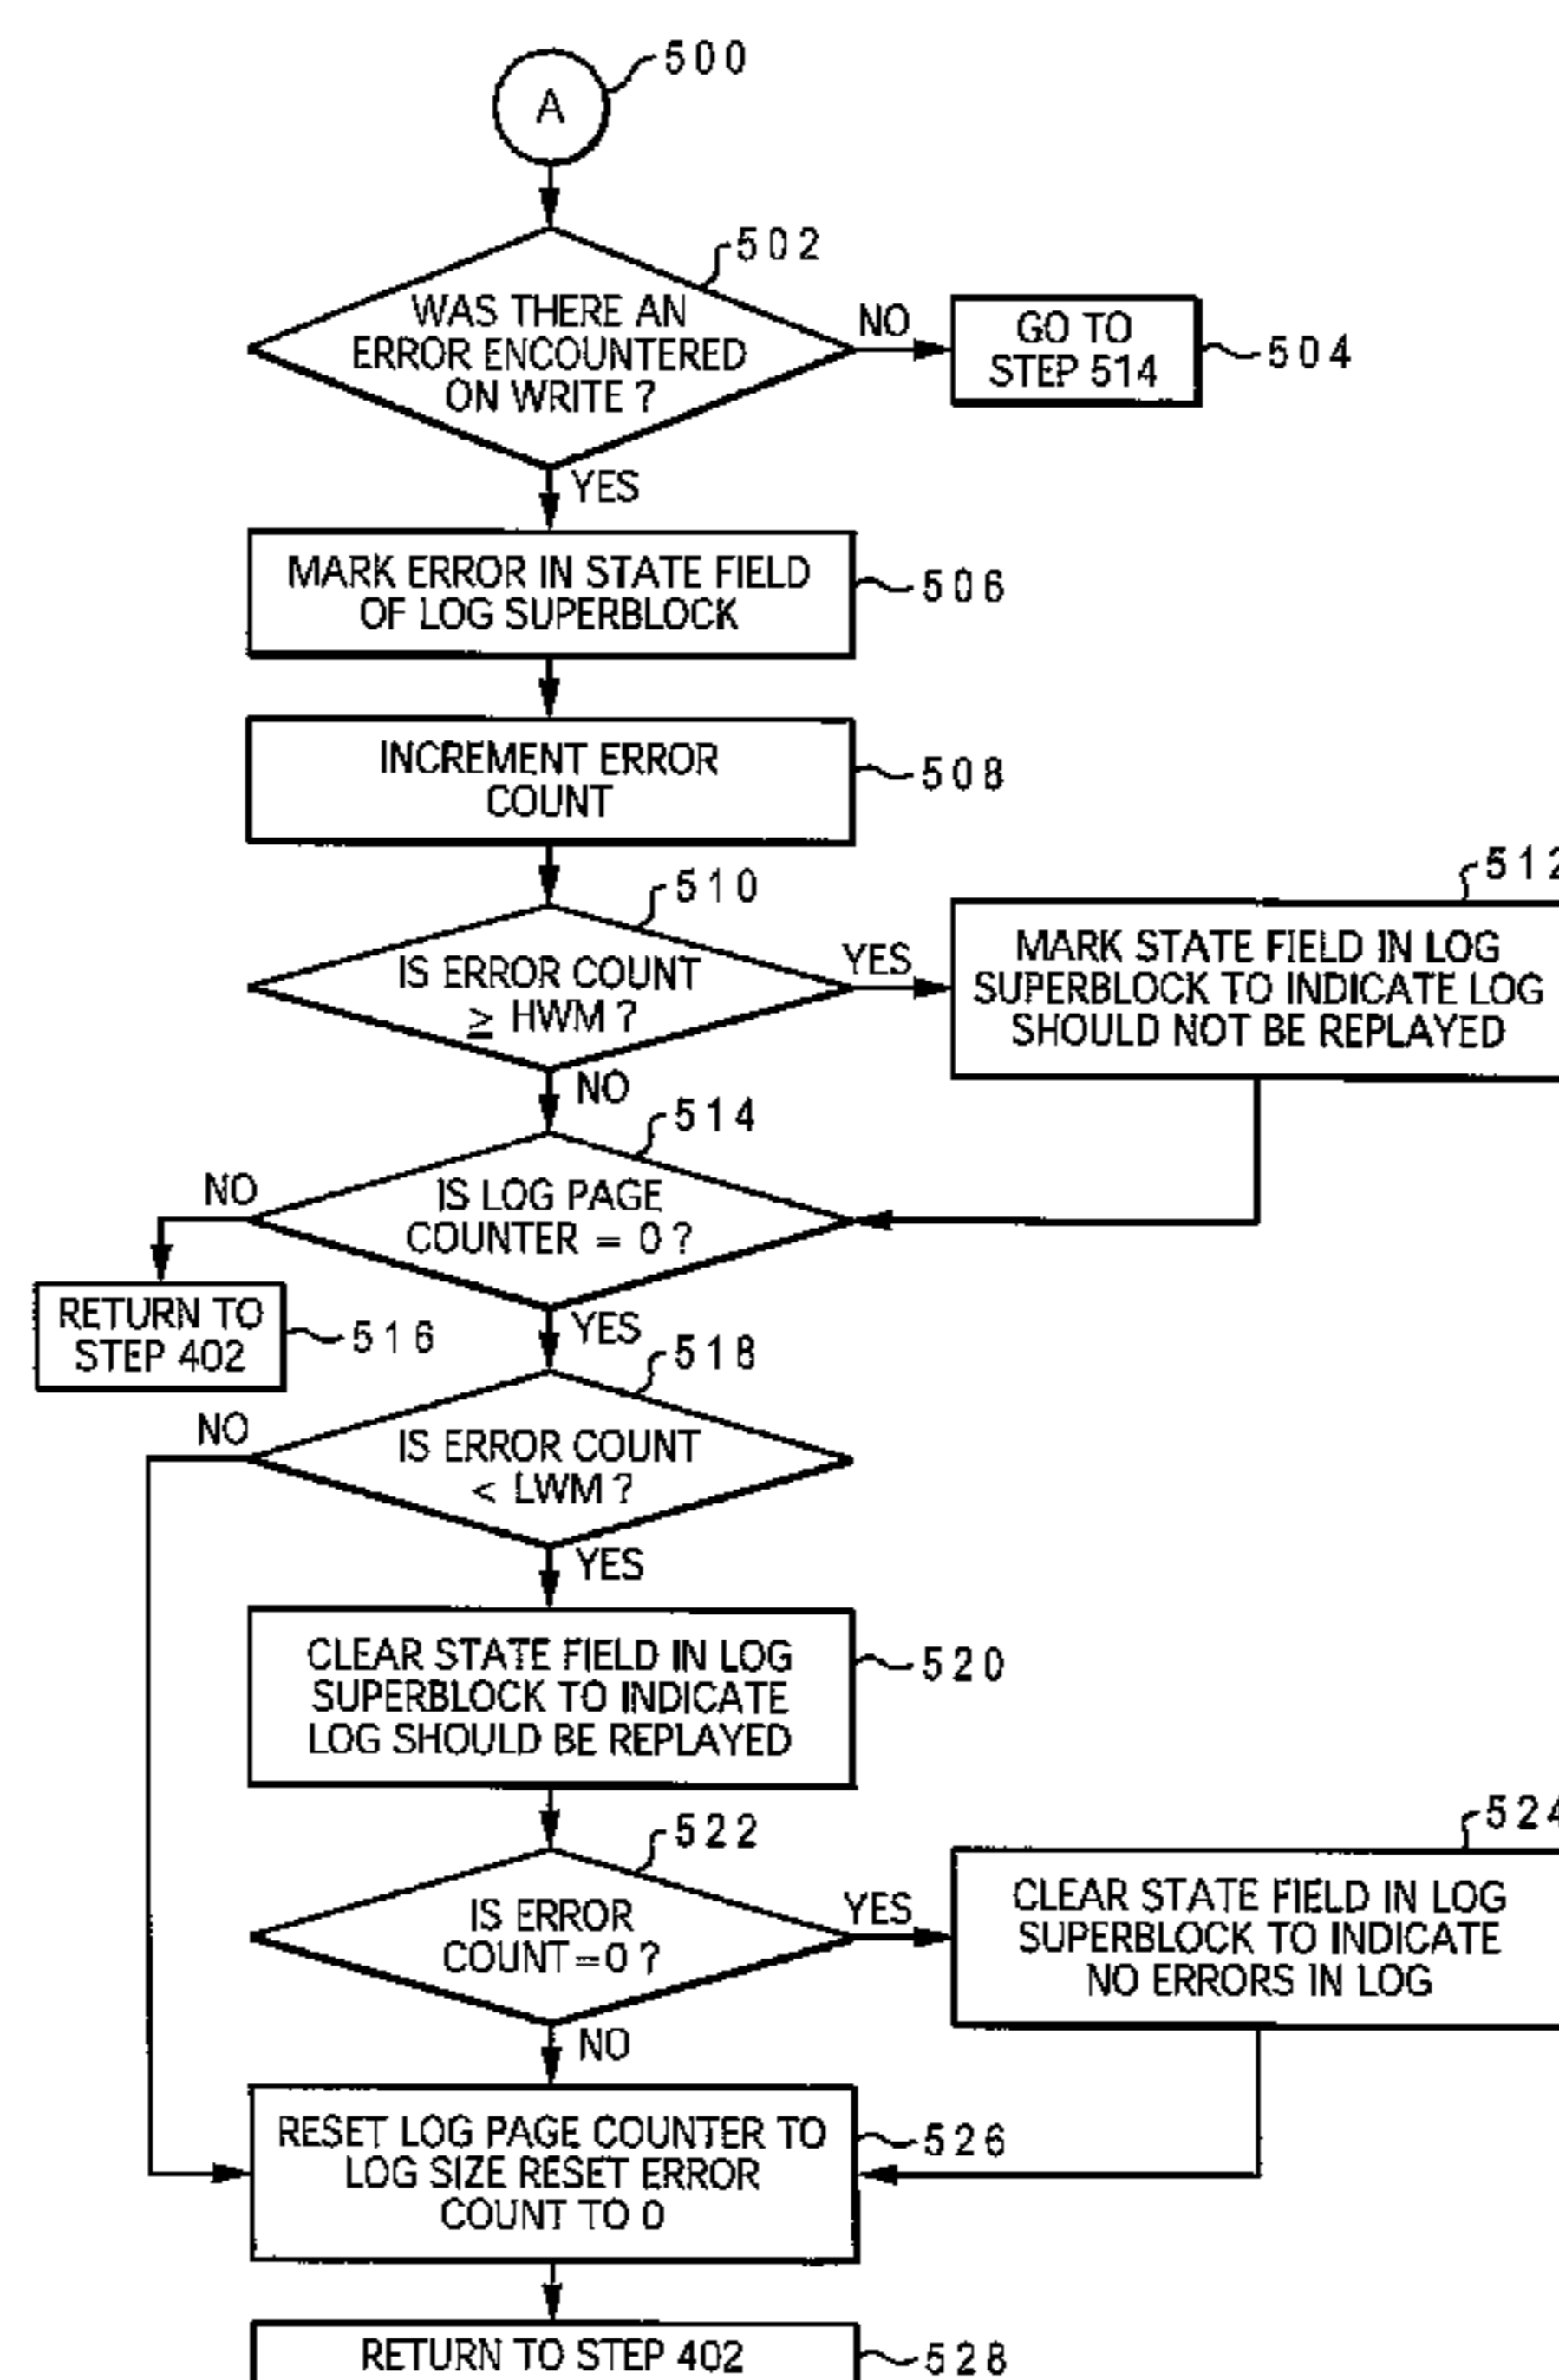 500
A
502
WAS THERE AN
ERROR ENCOUNTERED
ON WRITE ?
NO
GO TO
STEP 514
504
YES
MARK ERROR IN STATE FIELD
OF LOG SUPERBLOCK
506
INCREMENT ERROR
COUNT
508
510
IS ERROR COUNT
≥ HWM ?
YES
512
MARK STATE FIELD IN LOG
SUPERBLOCK TO INDICATE LOG
SHOULD NOT BE REPLAYED
NO
514
IS LOG PAGE
COUNTER = 0 ?
NO
RETURN TO
STEP 402
516
YES
518
IS ERROR COUNT
< LWM ?
NO
YES
CLEAR STATE FIELD IN LOG
SUPERBLOCK TO INDICATE
LOG SHOULD BE REPLAYED
520
522
IS ERROR
COUNT = 0 ?
YES
524
CLEAR STATE FIELD IN LOG
SUPERBLOCK TO INDICATE
NO ERRORS IN LOG
NO
RESET LOG PAGE COUNTER TO
LOG SIZE RESET ERROR
COUNT TO 0
526
RETURN TO STEP 402
528